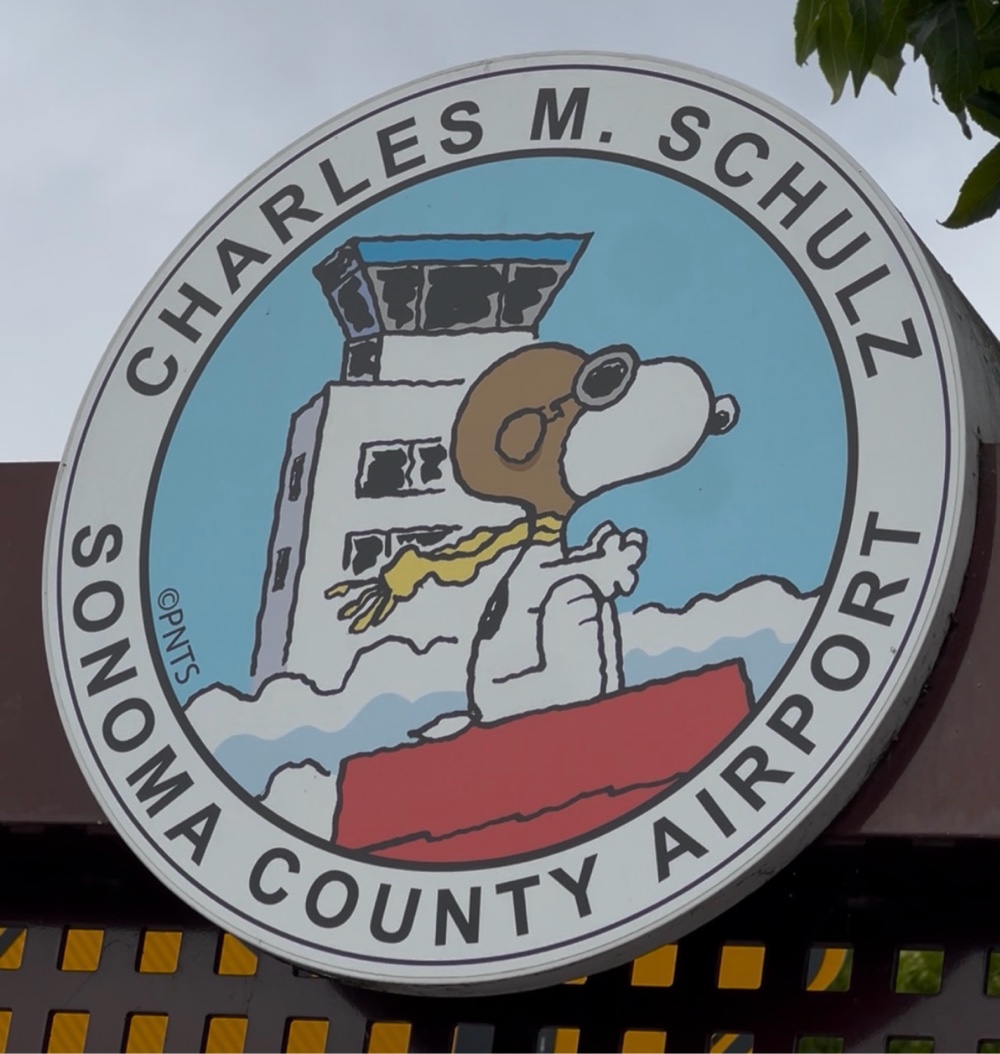 CHARLES M. SCHULZ
©PNTS
SONOMA COUNTY AIRPORT